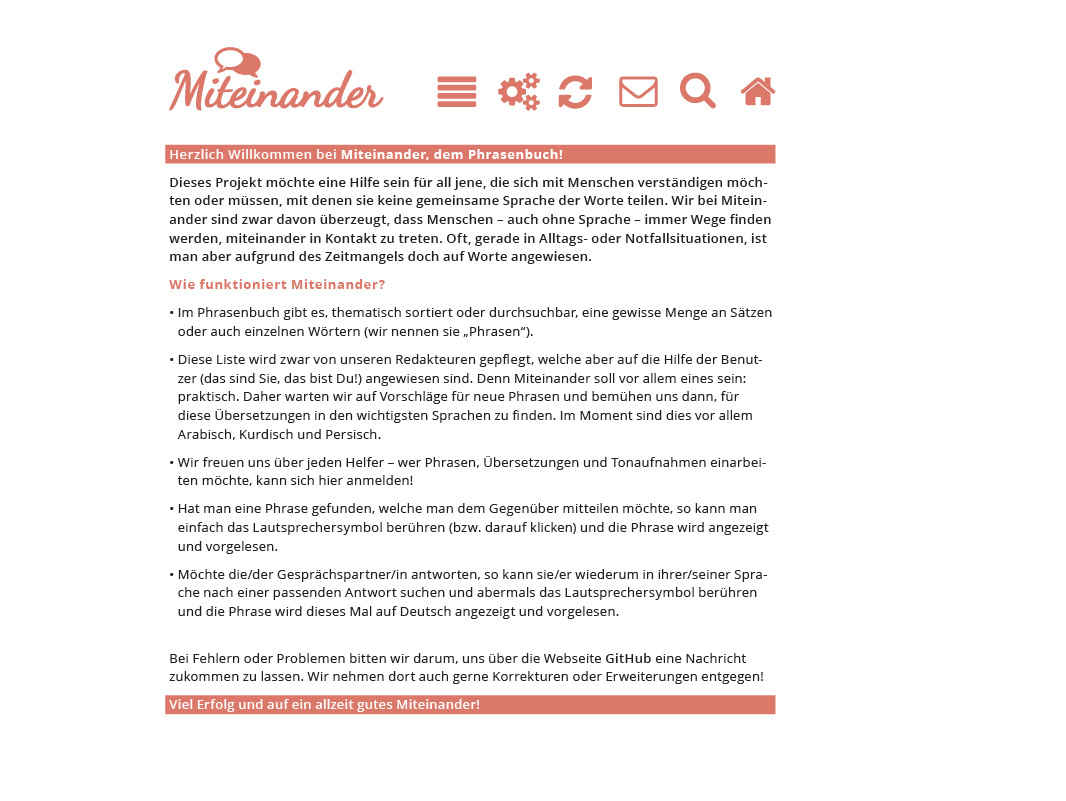 Miteinander
Herzlich Willkommen bei Miteinander, dem Phrasenbuch!
Dieses Projekt möchte eine Hilfe sein für all jene, die sich mit Menschen verständigen möch-
ten oder müssen, mit denen sie keine gemeinsame Sprache der Worte teilen. Wir bei Mitein-
ander sind zwar davon überzeugt, dass Menschen – auch ohne Sprache – immer Wege finden
werden, miteinander in Kontakt zu treten. Oft, gerade in Alltags- oder Notfallsituationen, ist
man aber aufgrund des Zeitmangels doch auf Worte angewiesen.
Wie funktioniert Miteinander?
• Im Phrasenbuch gibt es, thematisch sortiert oder durchsuchbar, eine gewisse Menge an Sätzen
oder auch einzelnen Wörtern (wir nennen sie „Phrasen“).
• Diese Liste wird zwar von unseren Redakteuren gepflegt, welche aber auf die Hilfe der Benut-
zer (das sind Sie, das bist Du!) angewiesen sind. Denn Miteinander soll vor allem eines sein:
praktisch. Daher warten wir auf Vorschläge für neue Phrasen und bemühen uns dann, für
diese Übersetzungen in den wichtigsten Sprachen zu finden. Im Moment sind dies vor allem
Arabisch, Kurdisch und Persisch.
• Wir freuen uns über jeden Helfer – wer Phrasen, Übersetzungen und Tonaufnahmen einarbei-
ten möchte, kann sich hier anmelden!
• Hat man eine Phrase gefunden, welche man dem Gegenüber mitteilen möchte, so kann man
einfach das Lautsprechersymbol berühren (bzw. darauf klicken) und die Phrase wird angezeigt
und vorgelesen.
• Möchte die/der Gesprächspartner/in antworten, so kann sie/er wiederum in ihrer/seiner Spra-
che nach einer passenden Antwort suchen und abermals das Lautsprechersymbol berühren
und die Phrase wird dieses Mal auf Deutsch angezeigt und vorgelesen.
Bei Fehlern oder Problemen bitten wir darum, uns über die Webseite GitHub eine Nachricht
zukommen zu lassen. Wir nehmen dort auch gerne Korrekturen oder Erweiterungen entgegen!
Viel Erfolg und auf ein allzeit gutes Miteinander!